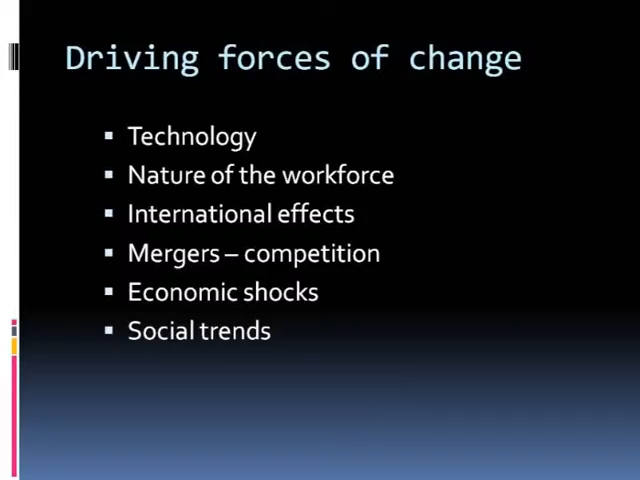 Driving forces of change
Technology
Nature of the workforce
International effects
Mergers – competition
Economic shocks
Social trends